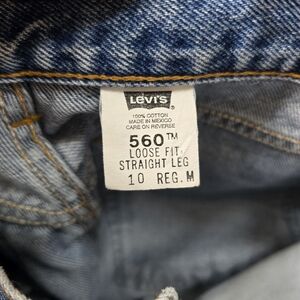 LEVI'S
100% COTTON
MADE IN MEXICO
CARE ON REVERSE
560™
LOOSE FIT
STRAIGHT LEG
10 REG. M